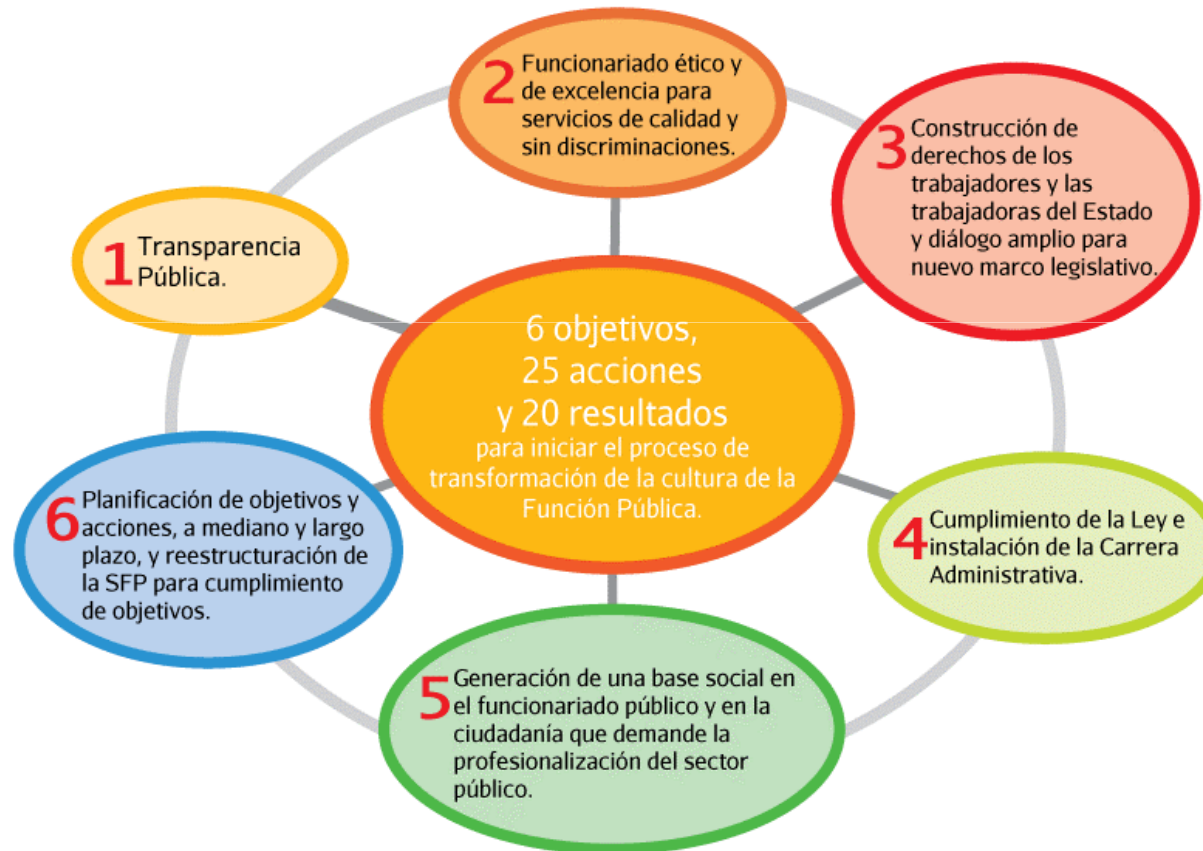 1 Transparencia
Pública.
2 Funcionariado ético y
de excelencia para
servicios de calidad y
sin discriminaciones.
3 Construcción de
derechos de los
trabajadores y las
trabajadoras del Estado
y diálogo amplio para
nuevo marco legislativo.
6 objetivos,
25 acciones
y 20 resultados
para iniciar el proceso de
transformación de la cultura de la
Función Pública.
4 Cumplimiento de la Ley e
instalación de la Carrera
Administrativa.
5 Generación de una base social en
el funcionariado público y en la
ciudadanía que demande la
profesionalización del sector
público.
6 Planificación de objetivos y
acciones, a mediano y largo
plazo, y reestructuración de
la SFP para cumplimiento
de objetivos.